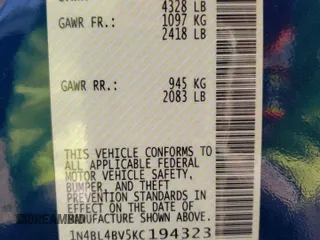 4328 LB
GAWR FR.: 1097 KG
2418 LB
GAWR RR.: 945 KG
2083 LB
THIS VEHICLE CONFORMS TO
ALL APPLICABLE FEDERAL
MOTOR VEHICLE SAFETY,
BUMPER, AND THEFT
PREVENTION STANDARDS IN
EFFECT ON THE DATE OF
MANUFACTURE SHOWN ABOVE.
1N4BL4BV5KC194323